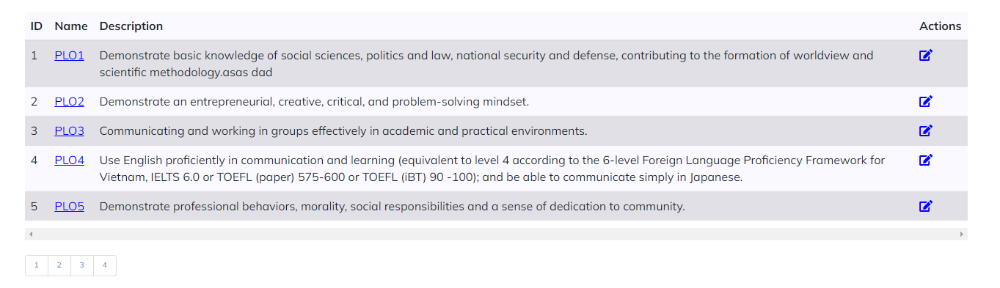 ID Name Description Actions
1 PLO1 Demonstrate basic knowledge of social sciences, politics and law, national security and defense, contributing to the formation of worldview and
scientific methodology.asas dad
2 PLO2 Demonstrate an entrepreneurial, creative, critical, and problem-solving mindset.
3 PLO3 Communicating and working in groups effectively in academic and practical environments.
4 PLO4 Use English proficiently in communication and learning (equivalent to level 4 according to the 6-level Foreign Language Proficiency Framework for
Vietnam, IELTS 6.0 or TOEFL (paper) 575-600 or TOEFL (iBT) 90 -100); and be able to communicate simply in Japanese.
5 PLO5 Demonstrate professional behaviors, morality, social responsibilities and a sense of dedication to community.
1 2 3 4